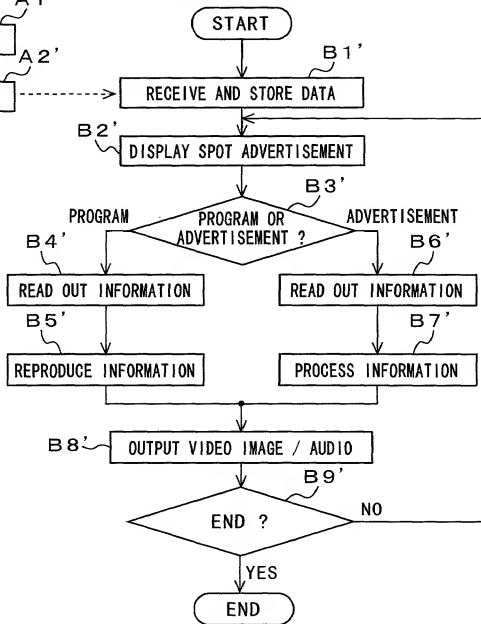 A1
START
A2'
B1'
RECEIVE AND STORE DATA
B2'
DISPLAY SPOT ADVERTISEMENT
B3'
PROGRAM
PROGRAM OR
ADVERTISEMENT ?
ADVERTISEMENT
B4'
B6'
READ OUT INFORMATION
READ OUT INFORMATION
B5'
B7'
REPRODUCE INFORMATION
PROCESS INFORMATION
B8'
OUTPUT VIDEO IMAGE / AUDIO
B9'
END ?
NO
YES
END